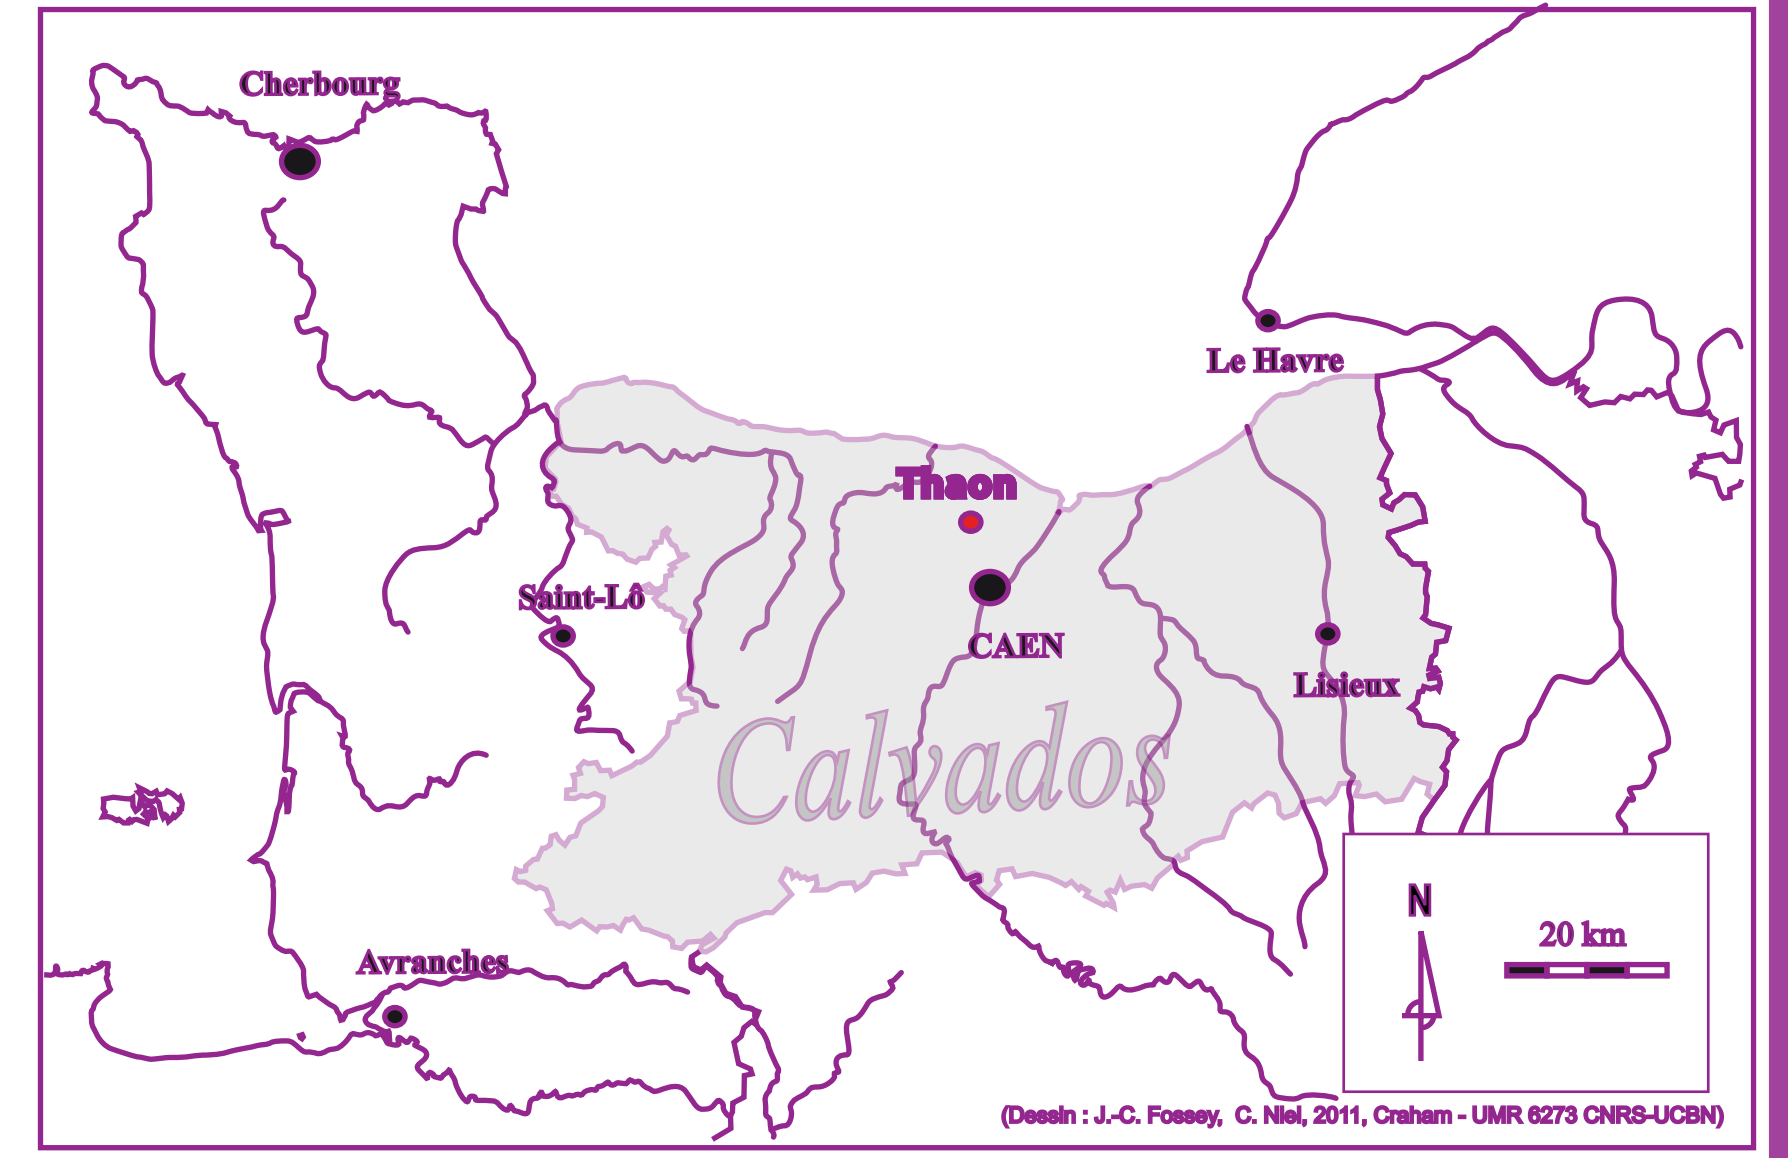 Cherbourg
Le Havre
Thaon
Saint-Lô
CAEN
Lisieux
Calvados
N
20 km
Avranches
(Dessin : J.-C. Fossey, C. Niel, 2011, Craham - UMR 6273 CNRS-UCBN)